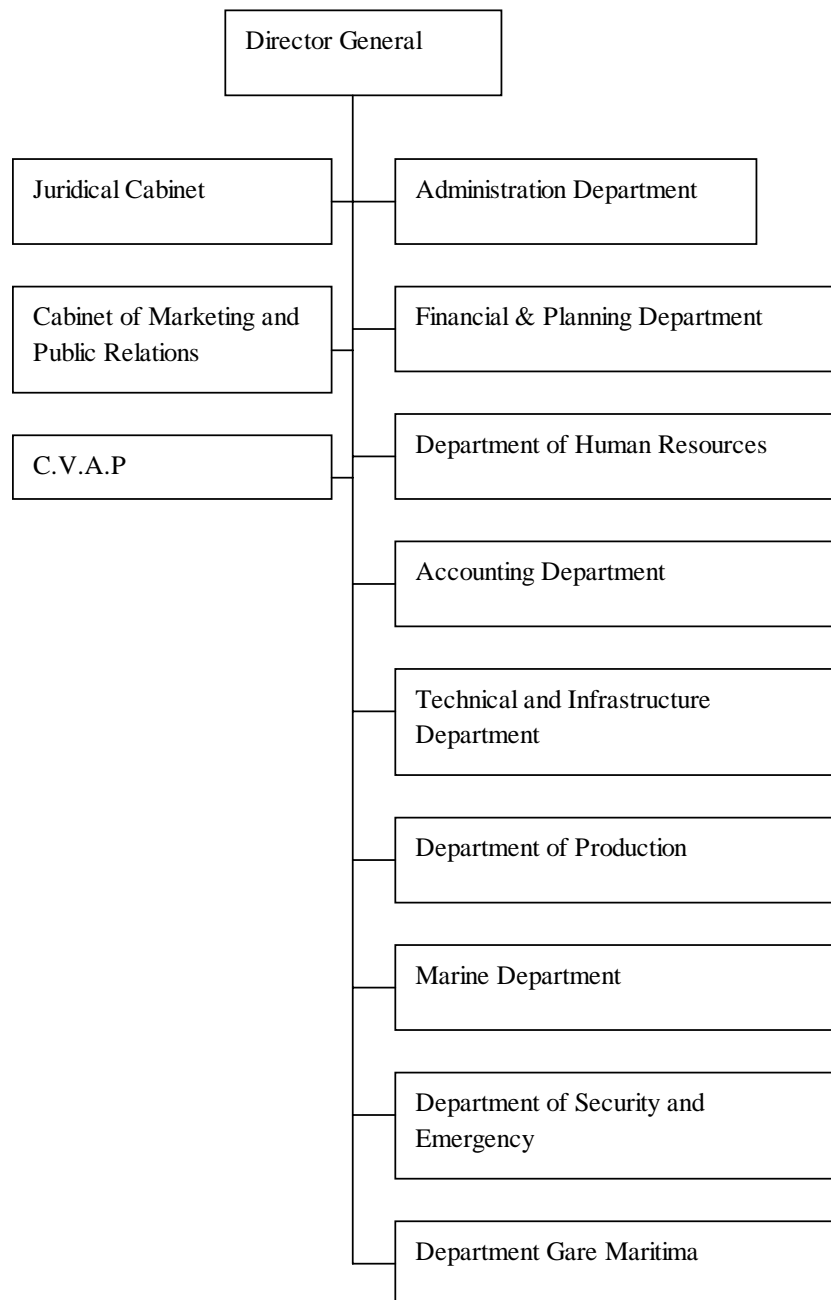 Director General
Juridical Cabinet
Administration Department
Cabinet of Marketing and
Public Relations
Financial & Planning Department
C.V.A.P
Department of Human Resources
Accounting Department
Technical and Infrastructure
Department
Department of Production
Marine Department
Department of Security and
Emergency
Department Gare Maritima